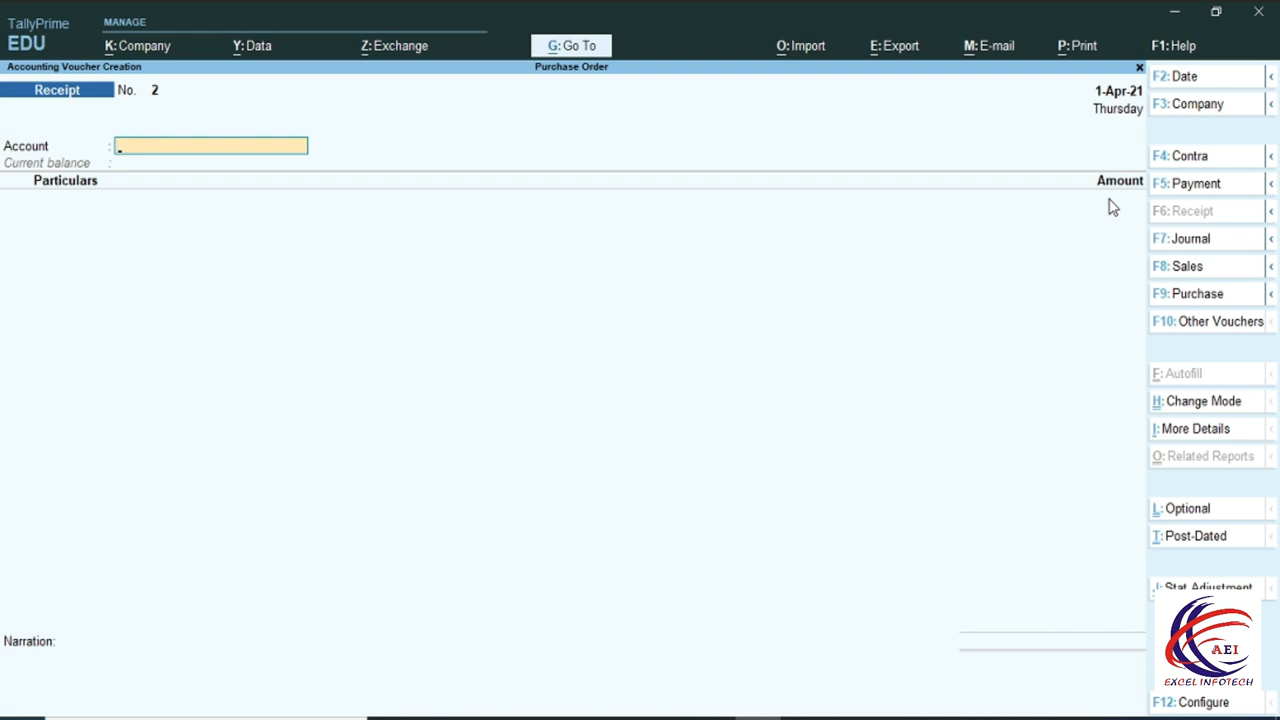 TallyPrime
EDU
MANAGE
K: Company
Y: Data
Z: Exchange
G: Go To
O: Import
E: Export
M: E-mail
P: Print
F1: Help
Accounting Voucher Creation
Purchase Order
x
Receipt No. 2
1-Apr-21
Thursday
Account :
Current balance :
Particulars
Amount
Narration:
F2: Date
F3: Company
F4: Contra
F5: Payment
F6: Receipt
F7: Journal
F8: Sales
F9: Purchase
F10: Other Vouchers
F: Autofill
H: Change Mode
I: More Details
O: Related Reports
L: Optional
T: Post-Dated
J: Stat Adjustment
AEI
EXCEL INFOTECH
F12: Configure